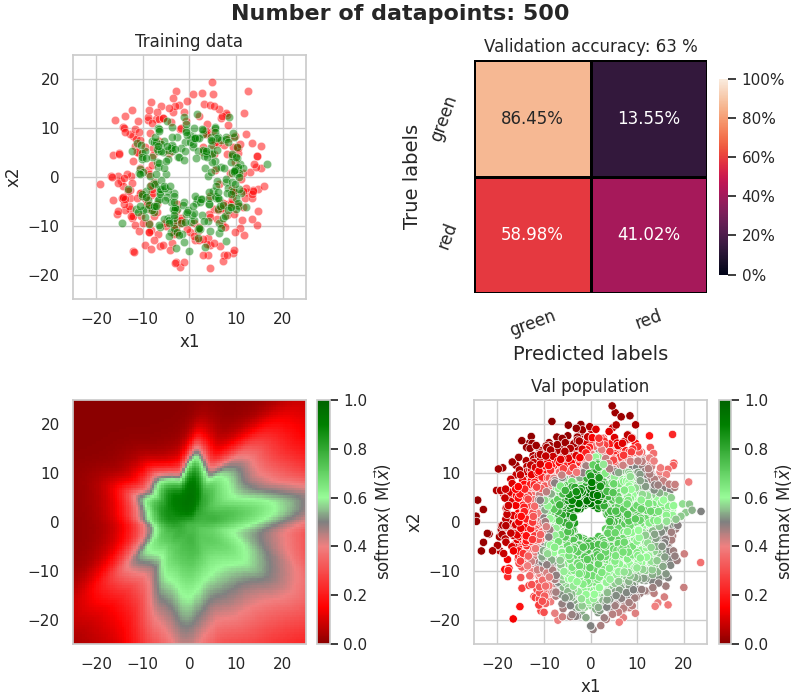 Number of datapoints: 500
Training data
x2
20
10
0
−10
−20
−20 −10 0 10 20
x1
Validation accuracy: 63 %
True labels
green
red
86.45% 13.55%
58.98% 41.02%
green red
Predicted labels
100%
80%
60%
40%
20%
0%
20
10
0
−10
−20
−20 −10 0 10 20
1.0
0.8
0.6
0.4
0.2
0.0
softmax( M(x⃗)
Val population
x2
20
10
0
−10
−20
−20 −10 0 10 20
x1
1.0
0.8
0.6
0.4
0.2
0.0
softmax( M(x⃗)